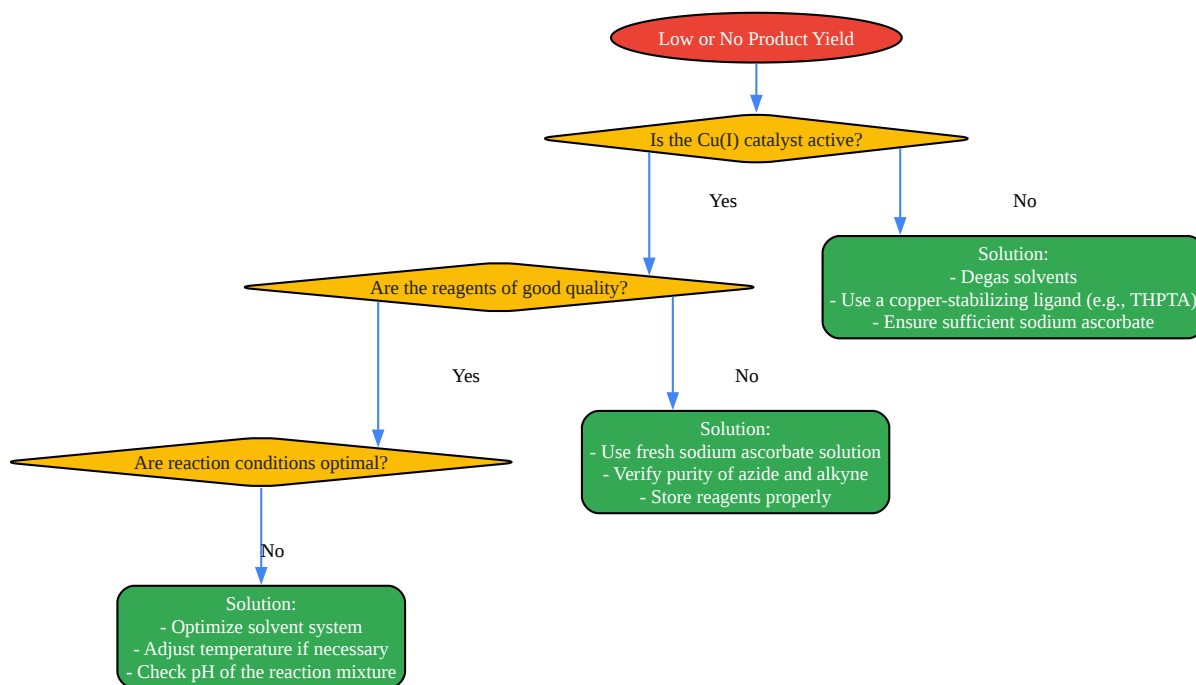 Low or No Product Yield
Is the Cu(I) catalyst active?
Yes
No
Solution:
- Degas solvents
- Use a copper-stabilizing ligand (e.g., THPTA)
- Ensure sufficient sodium ascorbate
Are the reagents of good quality?
Yes
No
Solution:
- Use fresh sodium ascorbate solution
- Verify purity of azide and alkyne
- Store reagents properly
Are reaction conditions optimal?
No
Solution:
- Optimize solvent system
- Adjust temperature if necessary
- Check pH of the reaction mixture